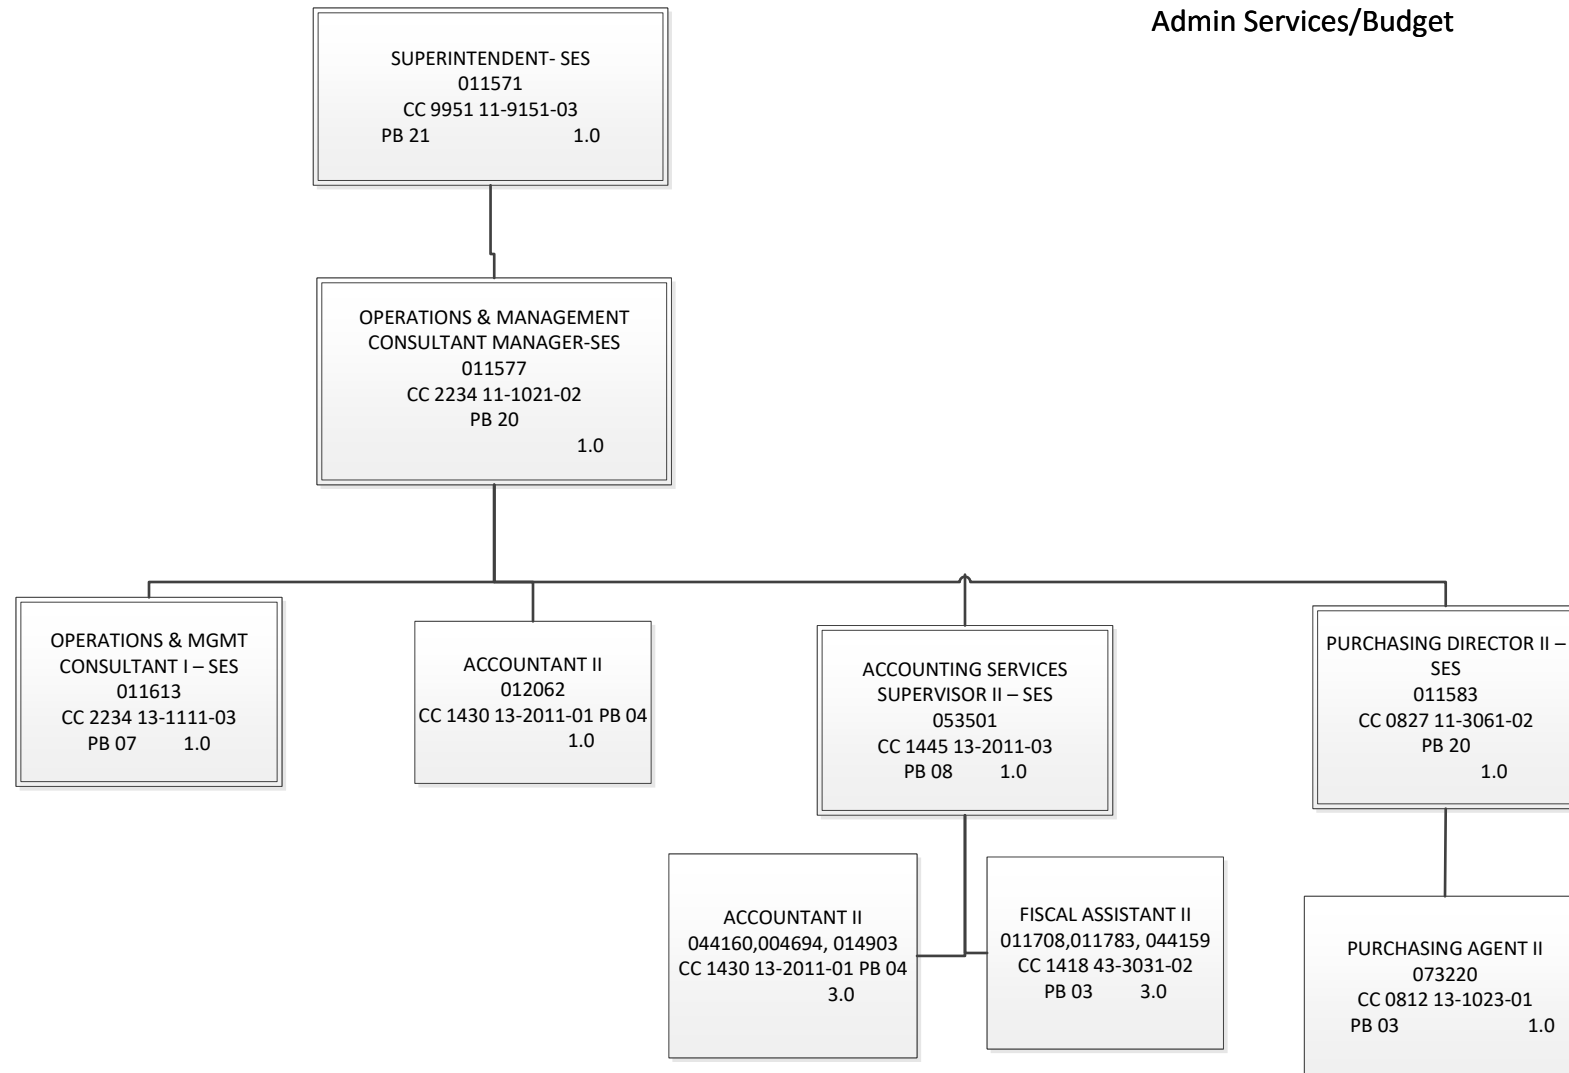 Admin Services/Budget
SUPERINTENDENT- SES
011571
CC 9951 11-9151-03
PB 21 1.0
OPERATIONS & MANAGEMENT
CONSULTANT MANAGER-SES
011577
CC 2234 11-1021-02
PB 20
1.0
OPERATIONS & MGMT
CONSULTANT I – SES
011613
CC 2234 13-1111-03
PB 07 1.0
ACCOUNTANT II
012062
CC 1430 13-2011-01 PB 04
1.0
ACCOUNTING SERVICES
SUPERVISOR II – SES
053501
CC 1445 13-2011-03
PB 08 1.0
PURCHASING DIRECTOR II –
SES
011583
CC 0827 11-3061-02
PB 20
1.0
ACCOUNTANT II
044160,004694, 014903
CC 1430 13-2011-01 PB 04
3.0
FISCAL ASSISTANT II
011708,011783, 044159
CC 1418 43-3031-02
PB 03 3.0
PURCHASING AGENT II
073220
CC 0812 13-1023-01
PB 03 1.0